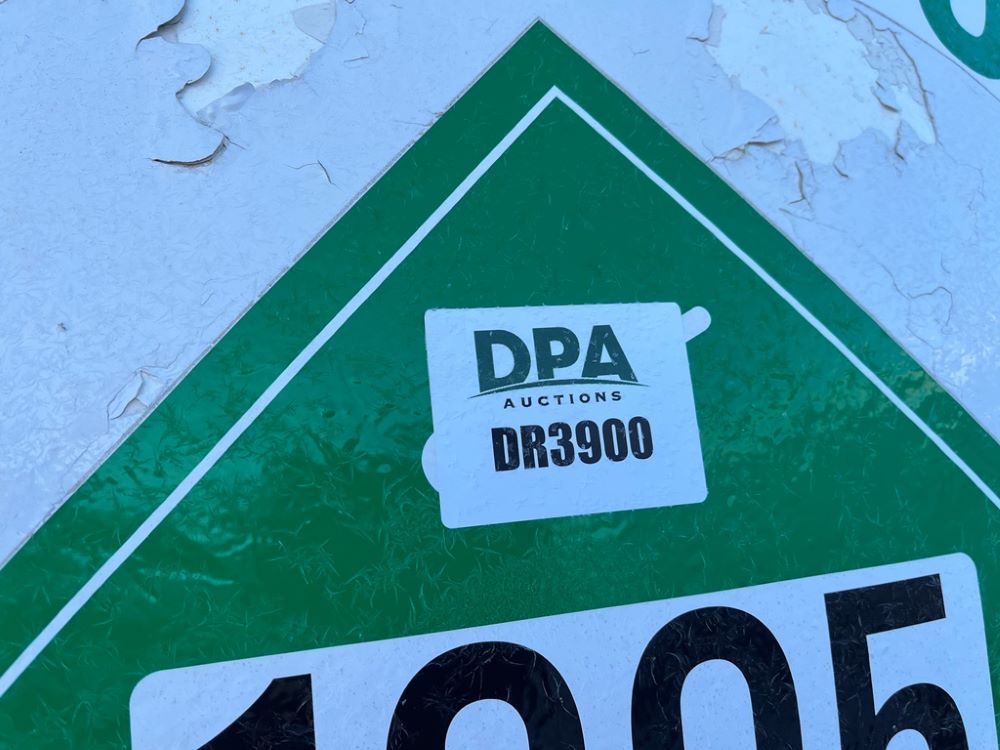 DPA
AUCTIONS
DR3900
1005